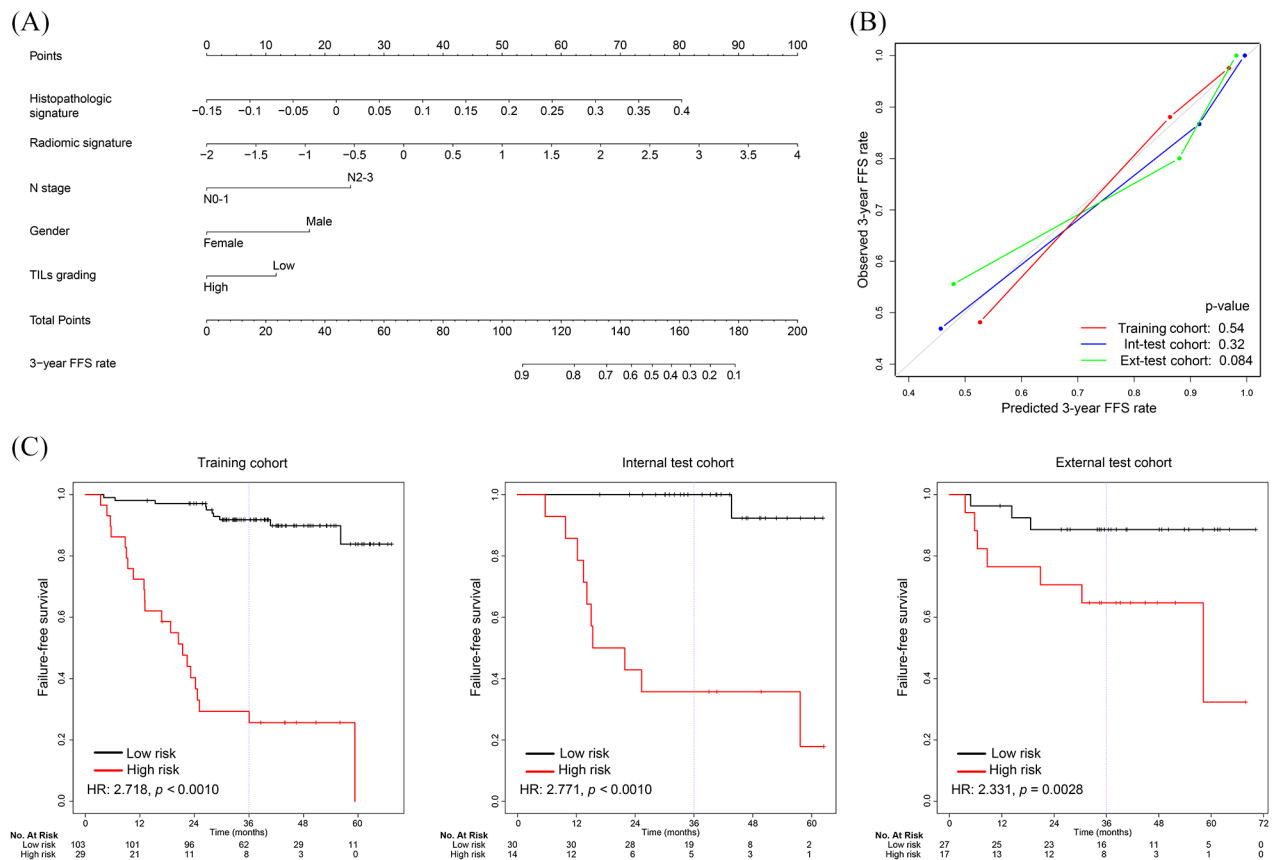 (A)
Points
0 10 20 30 40 50 60 70 80 90 100
Histopathologic
signature
−0.15 −0.1 −0.05 0 0.05 0.1 0.15 0.2 0.25 0.3 0.35 0.4
Radiomic signature
−2 −1.5 −1 −0.5 0 0.5 1 1.5 2 2.5 3 3.5 4
N stage
N2-3
N0-1
Gender
Male
Female
TILs grading
Low
High
Total Points
0 20 40 60 80 100 120 140 160 180 200
3−year FFS rate
0.9 0.8 0.7 0.6 0.5 0.4 0.3 0.2 0.1
(B)
Observed 3-year FFS rate
1.0
0.9
0.8
0.7
0.6
0.5
0.4
p-value
Training cohort: 0.54
Int-test cohort: 0.32
Ext-test cohort: 0.084
0.4 0.5 0.6 0.7 0.8 0.9 1.0
Predicted 3-year FFS rate
(C)
Training cohort
Failure-free survival
1.0
0.8
0.6
0.4
0.2
0.0
Low risk
High risk
HR: 2.718, p < 0.0010
0 12 24 36 48 60
Time (months)
No. At Risk
Low risk 103 101 96 62 29 11
High risk 29 21 11 8 3 0
Internal test cohort
Failure-free survival
1.0
0.8
0.6
0.4
0.2
0.0
Low risk
High risk
HR: 2.771, p < 0.0010
0 12 24 36 48 60
Time (months)
No. At Risk
Low risk 30 30 28 19 8 2
High risk 14 12 6 5 3 1
External test cohort
Failure-free survival
1.0
0.8
0.6
0.4
0.2
0.0
Low risk
High risk
HR: 2.331, p = 0.0028
0 12 24 36 48 60 72
Time (months)
No. At Risk
Low risk 27 25 23 16 11 5 0
High risk 17 13 12 8 3 1 0